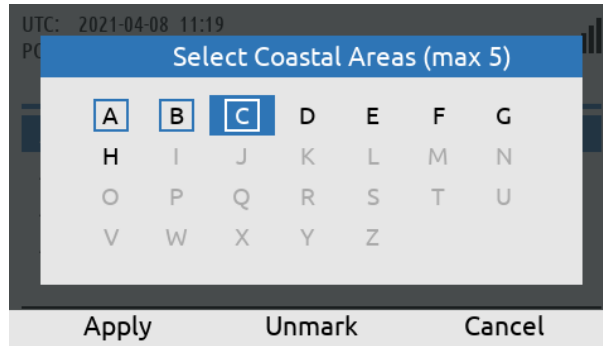 UTC: 2021-04-08 11:19
Select Coastal Areas (max 5)
A B C D E F G
H I J K L M N
O P Q R S T U
V W X Y Z
Apply Unmark Cancel